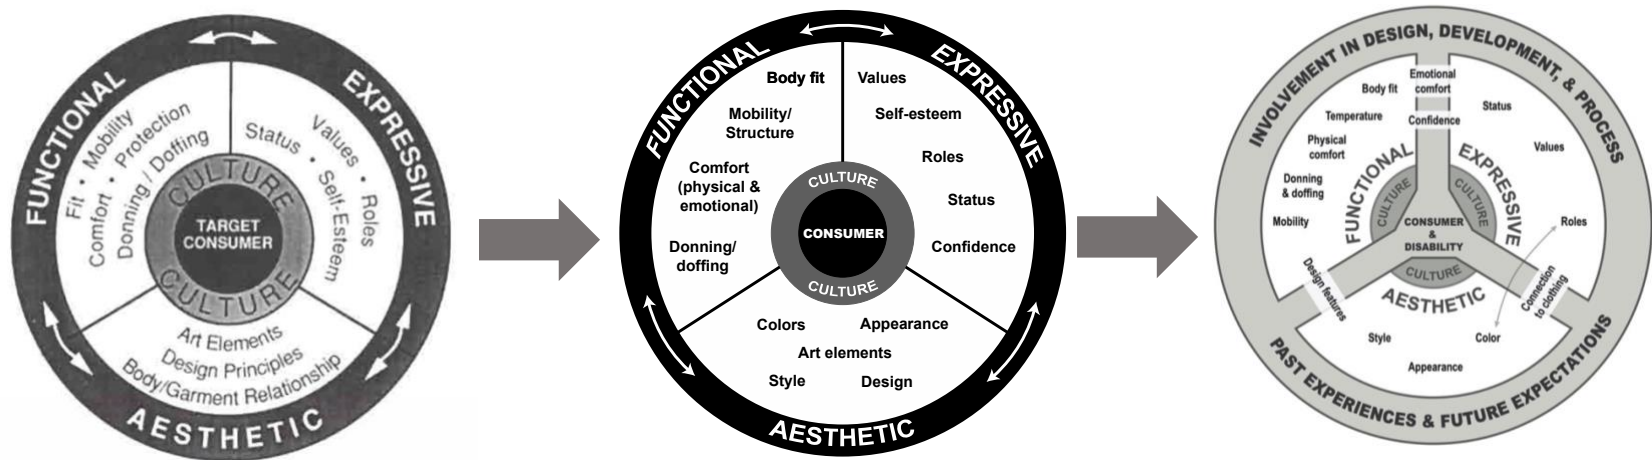 FUNCTIONAL
EXPRESSIVE
AESTHETIC
Fit • Mobility
Comfort • Protection
Donning / Doffing
Values • Roles
Status • Self-Esteem
CULTURE
TARGET
CONSUMER
CULTURE
Art Elements
Design Principles
Body/Garment Relationship
FUNCTIONAL
EXPRESSIVE
AESTHETIC
Body fit
Mobility/
Structure
Comfort
(physical &
emotional)
Donning/
doffing
Values
Self-esteem
Roles
Status
Confidence
CULTURE
CONSUMER
CULTURE
Colors
Appearance
Art elements
Style
Design
INVOLVEMENT IN DESIGN, DEVELOPMENT, & PROCESS
PAST EXPERIENCES & FUTURE EXPECTATIONS
Emotional
comfort
Confidence
Body fit
Temperature
Physical
comfort
Donning
& doffing
Mobility
Status
Values
Roles
FUNCTIONAL
EXPRESSIVE
AESTHETIC
CULTURE
CULTURE
CULTURE
CONSUMER
&
DISABILITY
Design features
Connection
to clothing
Style
Color
Appearance